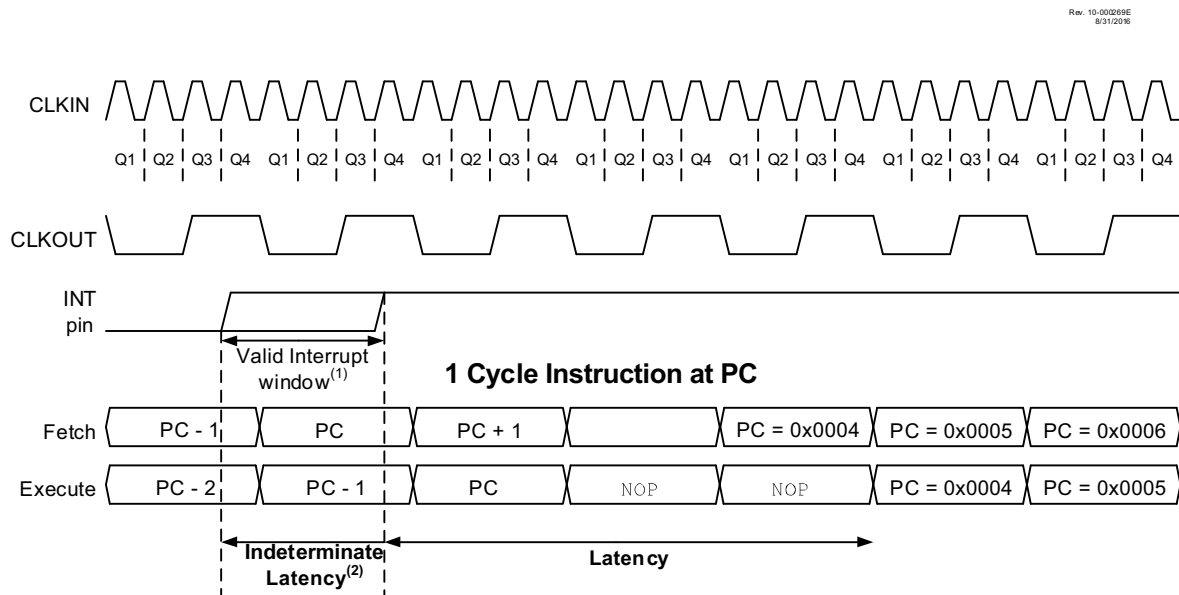 Rev. 10-000269E
8/31/2016
CLKIN
Q1 Q2 Q3 Q4 Q1 Q2 Q3 Q4 Q1 Q2 Q3 Q4 Q1 Q2 Q3 Q4 Q1 Q2 Q3 Q4 Q1 Q2 Q3 Q4 Q1 Q2 Q3 Q4
CLKOUT
INT
pin
Valid Interrupt
window(1)
1 Cycle Instruction at PC
Fetch PC - 1 PC PC + 1 PC = 0x0004 PC = 0x0005 PC = 0x0006
Execute PC - 2 PC - 1 PC NOP NOP PC = 0x0004 PC = 0x0005
Indeterminate
Latency(2)
Latency